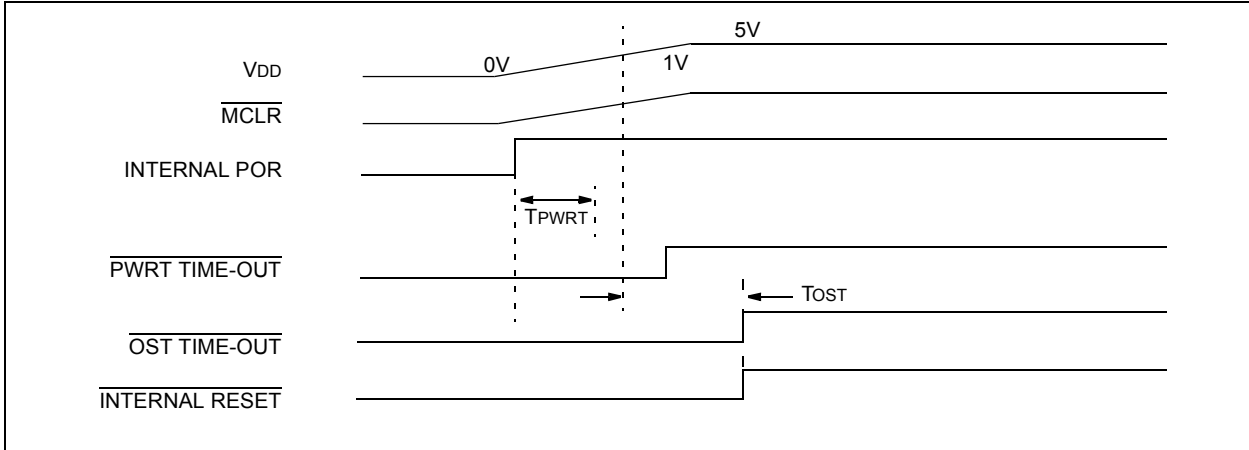 5V
VDD 0V 1V
MCLR
INTERNAL POR
TPWRT
PWRT TIME-OUT
TOST
OST TIME-OUT
INTERNAL RESET